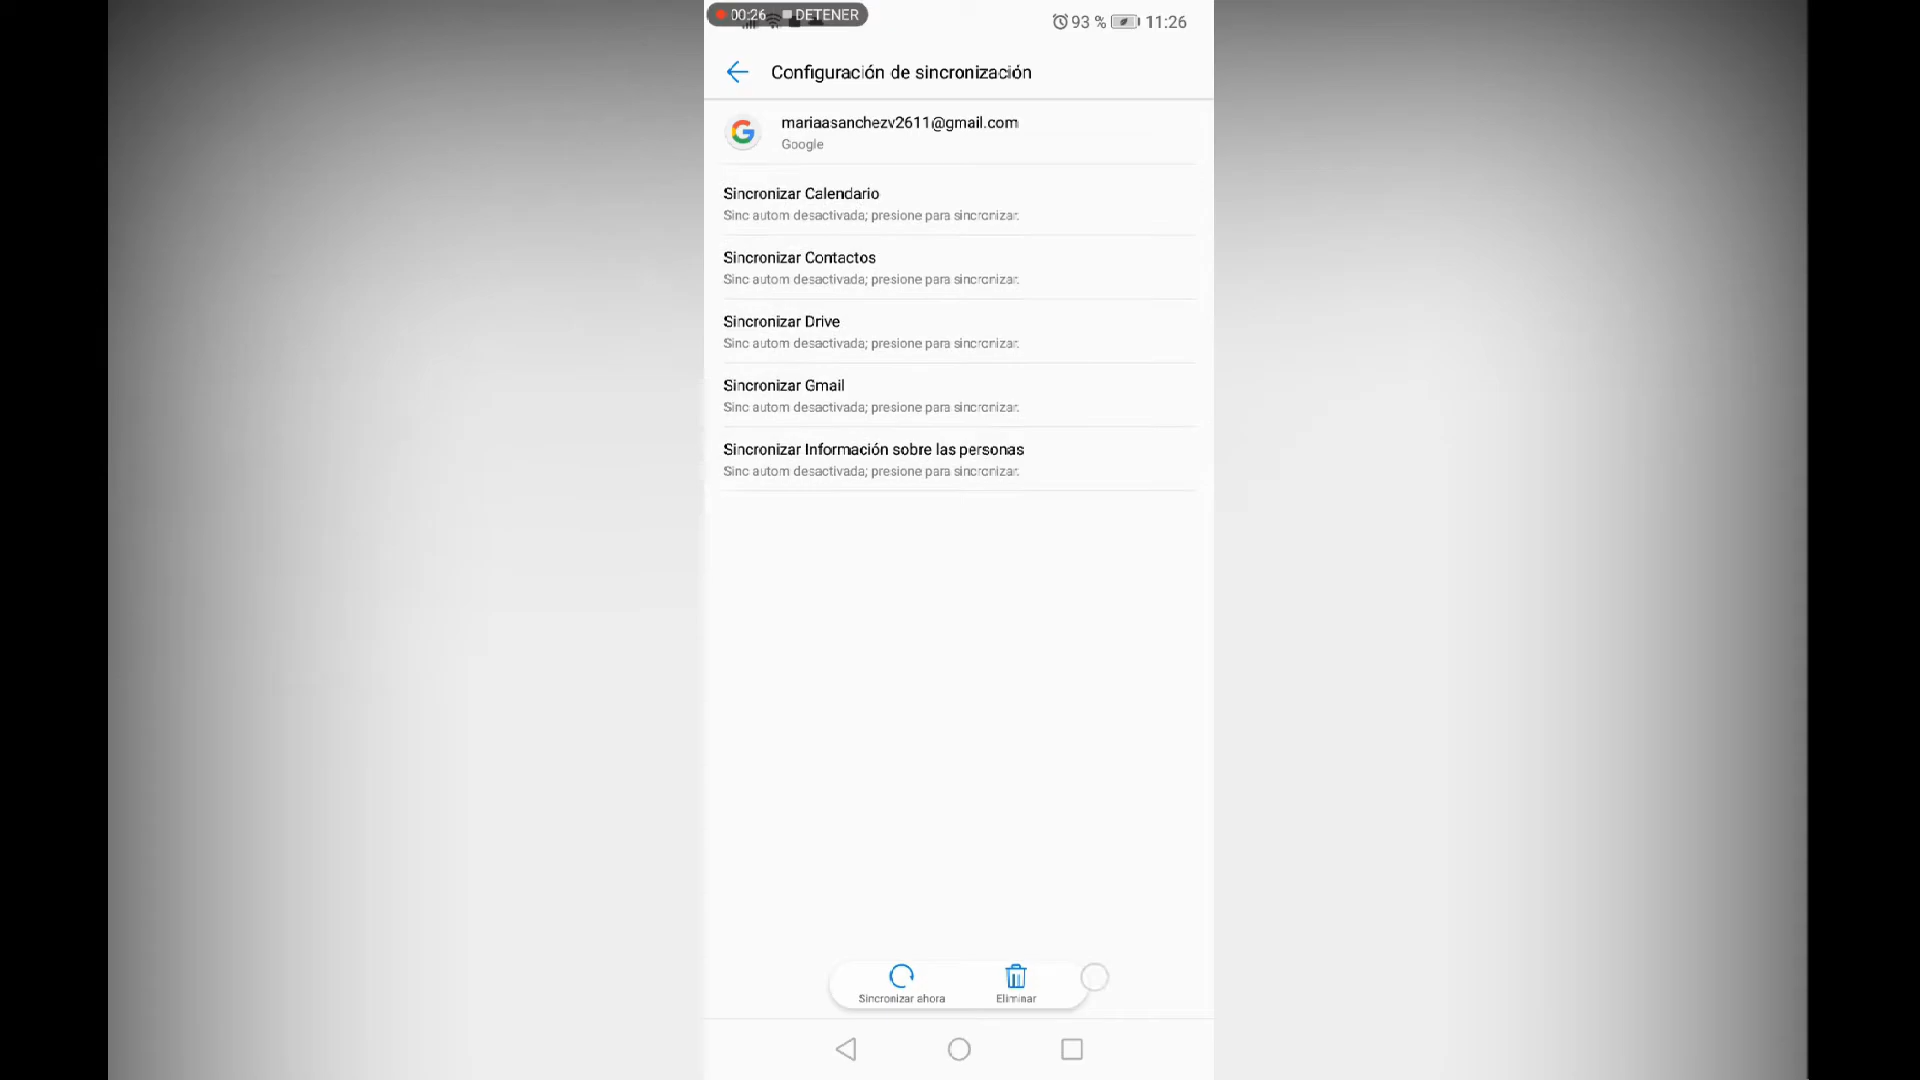 00:26 DETENER
93 % 11:26
Configuración de sincronización
mariaasanchezv2611@gmail.com
Google
Sincronizar Calendario
Sinc autom desactivada; presione para sincronizar.
Sincronizar Contactos
Sinc autom desactivada; presione para sincronizar.
Sincronizar Drive
Sinc autom desactivada; presione para sincronizar.
Sincronizar Gmail
Sinc autom desactivada; presione para sincronizar.
Sincronizar Información sobre las personas
Sinc autom desactivada; presione para sincronizar.
Sincronizar ahora
Eliminar